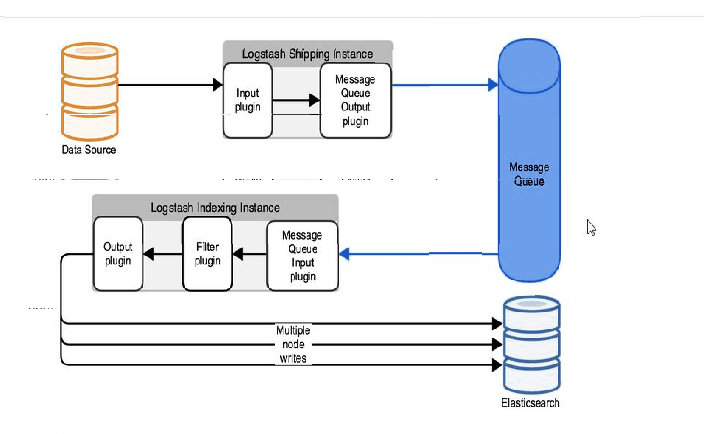 Logstash Shipping Instance
Input
plugin
Message
Queue
Output
plugin
Data Source
Message
Queue
Logstash Indexing Instance
Output
plugin
Filter
plugin
Message
Queue
Input
plugin
Multiple
node
writes
Elasticsearch